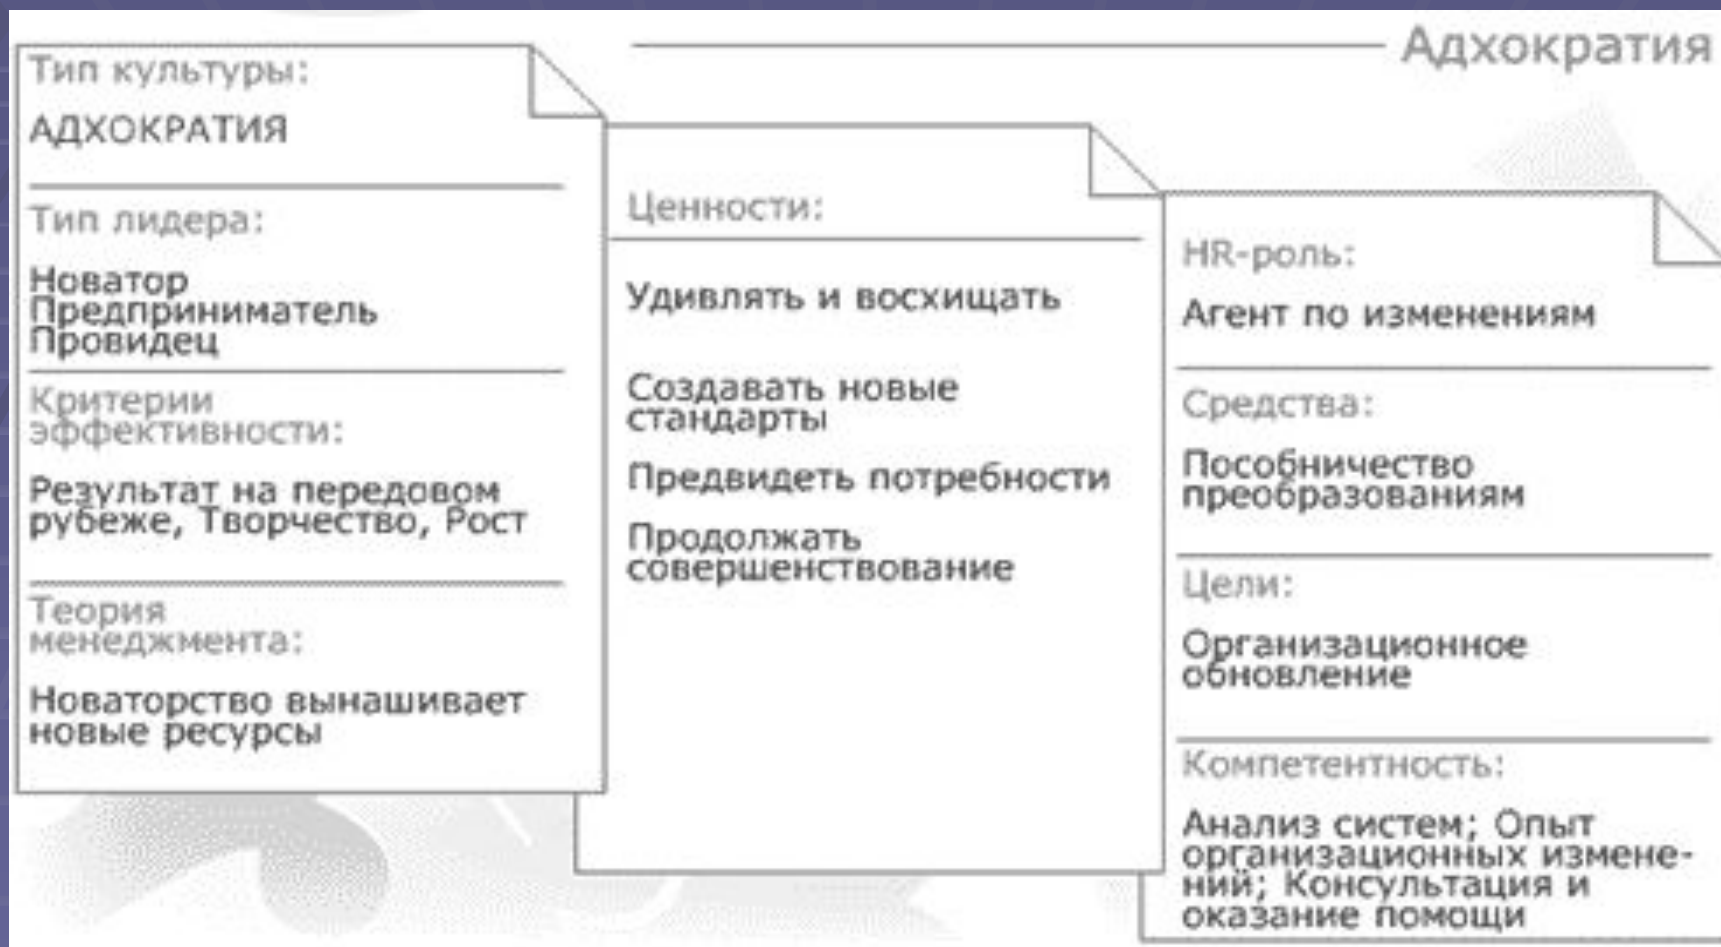 Адхократия
Тип культуры:
АДХОКРАТИЯ
Тип лидера:
Новатор
Предприниматель
Провидец
Критерии
эффективности:
Результат на передовом
рубеже, Творчество, Рост
Теория
менеджмента:
Новаторство вынашивает
новые ресурсы
Ценности:
Удивлять и восхищать
Создавать новые
стандарты
Предвидеть потребности
Продолжать
совершенствование
HR-роль:
Агент по изменениям
Средства:
Пособничество
преобразованиям
Цели:
Организационное
обновление
Компетентность:
Анализ систем; Опыт
организационных измене-
ний; Консультация и
оказание помощи